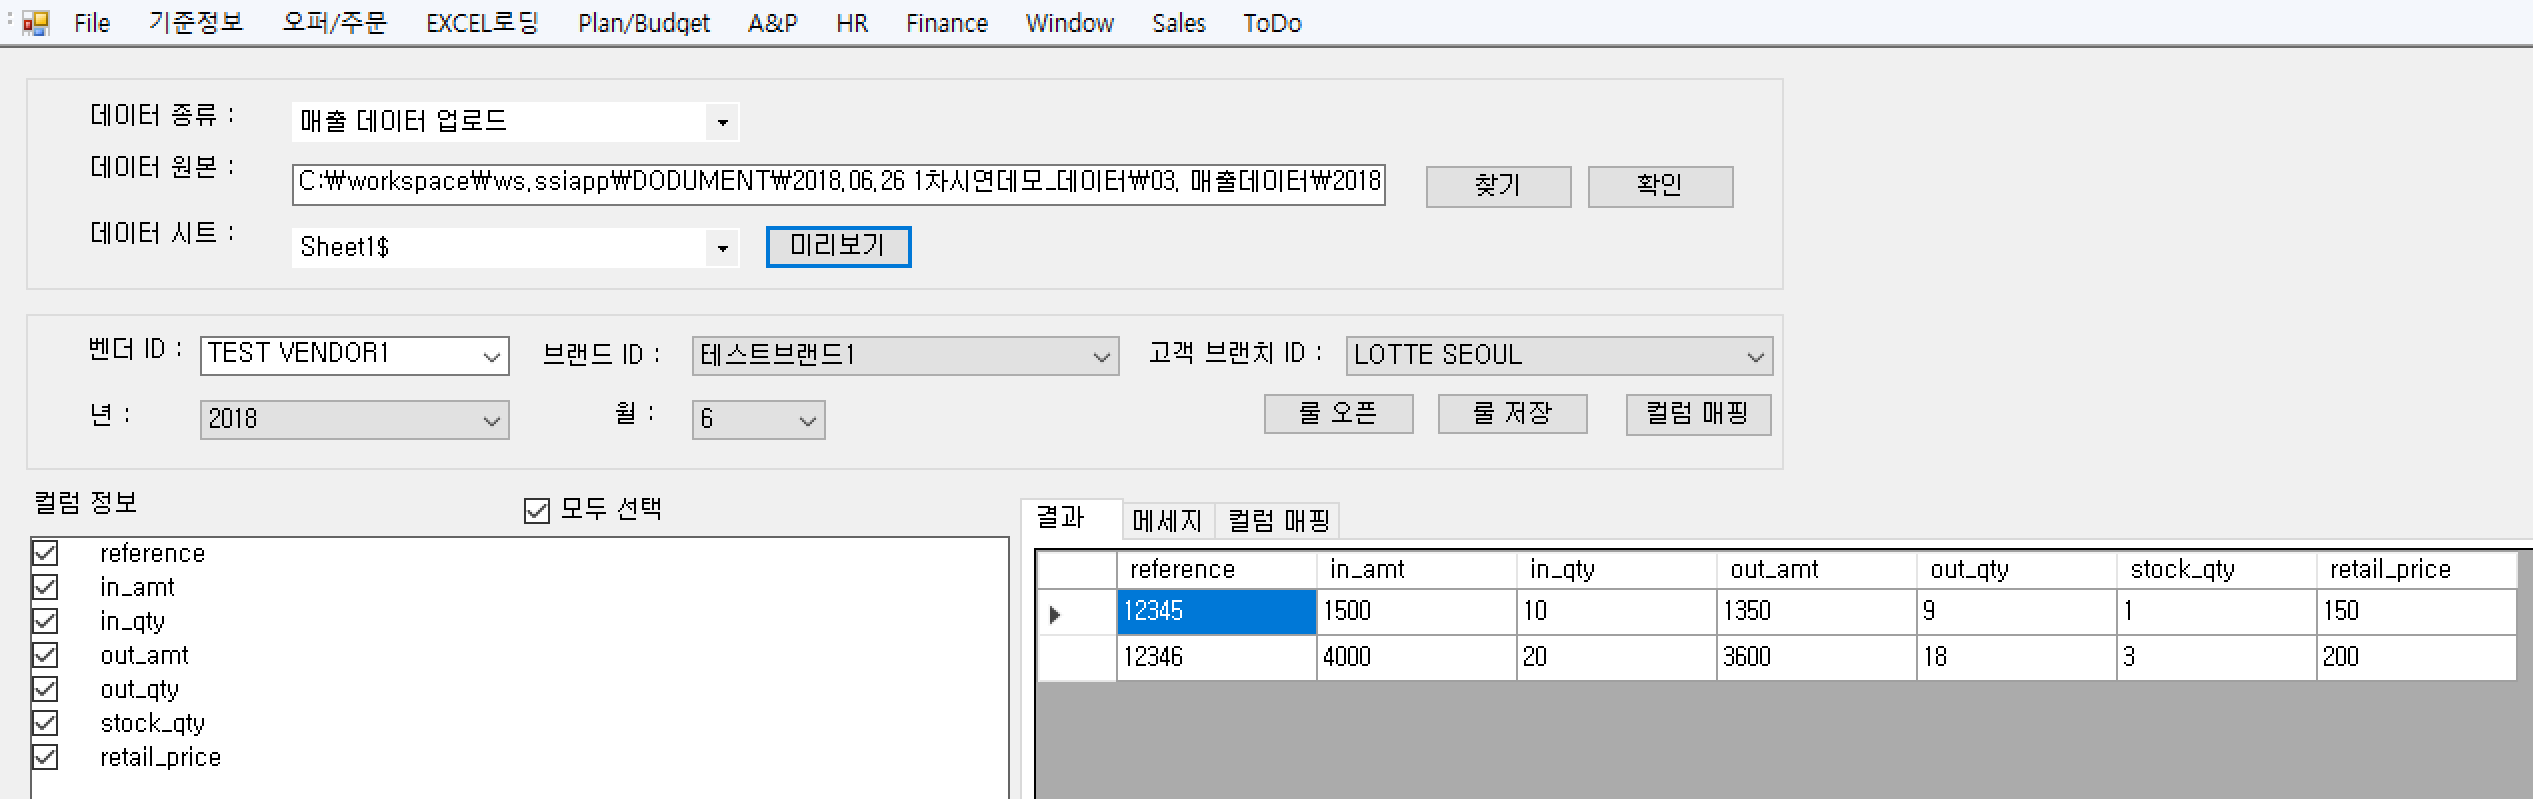 File 기준정보 오퍼/주문 EXCEL로딩 Plan/Budget A&P HR Finance Window Sales ToDo
데이터 종류 : 매출 데이터 업로드
데이터 원본 : C:₩workspace₩ws.ssiapp₩DODUMENT₩2018.06.26 1차시연데모_데이터₩03. 매출데이터₩2018 찾기 확인
데이터 시트 : Sheet1$ 미리보기
벤더 ID : TEST VENDOR1 브랜드 ID : 테스트브랜드1 고객 브랜치 ID : LOTTE SEOUL
년 : 2018 월 : 6 룰 오픈 룰 저장 컬럼 매핑
컬럼 정보 모두 선택
reference
in_amt
in_qty
out_amt
out_qty
stock_qty
retail_price
결과 메세지 컬럼 매핑
reference in_amt in_qty out_amt out_qty stock_qty retail_price
12345 1500 10 1350 9 1 150
12346 4000 20 3600 18 3 200